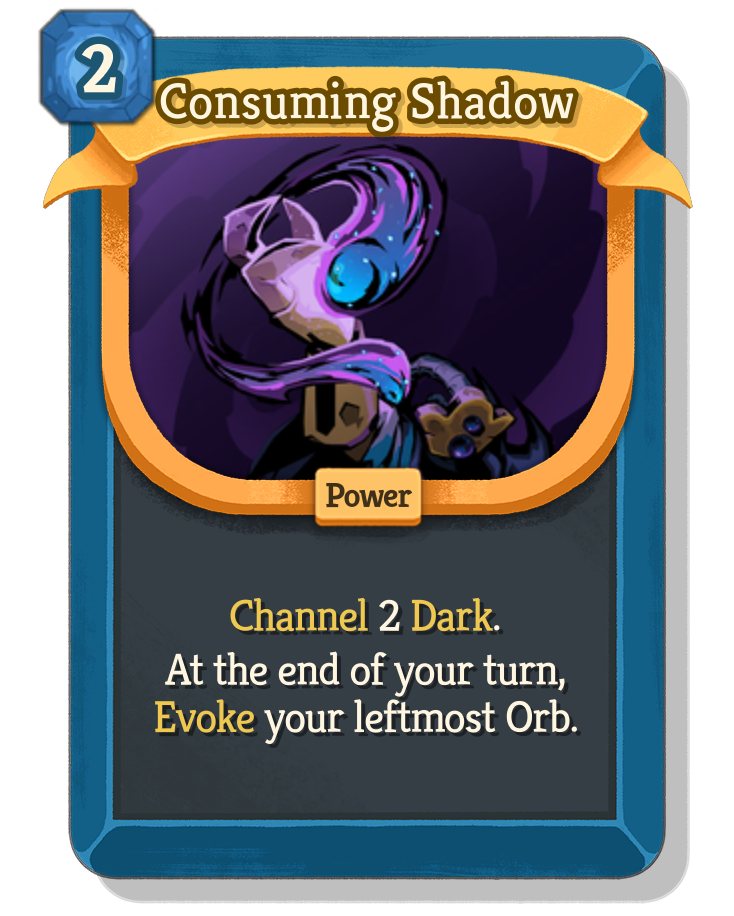 2
Consuming Shadow
Power
Channel 2 Dark.
At the end of your turn,
Evoke your leftmost Orb.